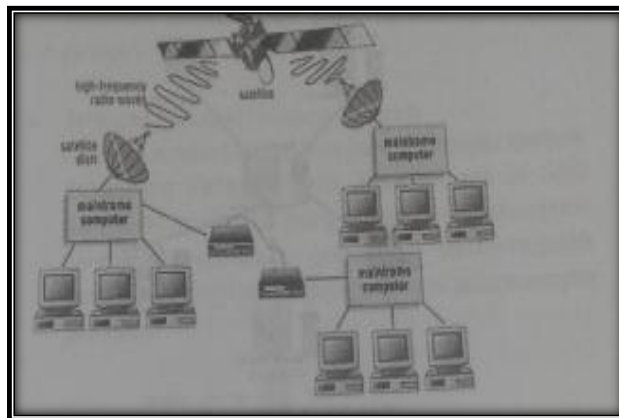 high-frequency
radio waves
satellite
satellite
dish
mainframe
computer
mainframe
computer
mainframe
computer